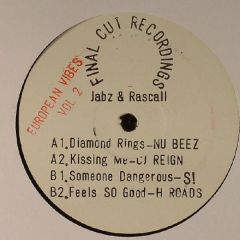 FINAL CUT RECORDINGS
EUROPEAN VIBES
VOL 2
Jabz & Rascall
A1.Diamond Rings-NU BEEZ
A2.Kissing Me-CJ REIGN
B1.Someone Dangerous-S!
B2.Feels SO Good-H ROADS